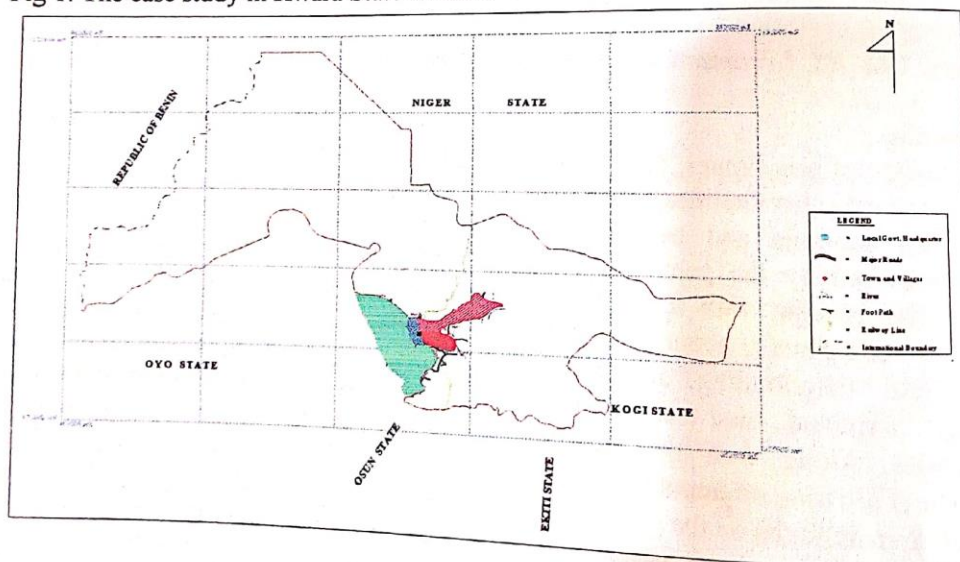 Fig 1: The case study in Kwara State
N
NIGER STATE
REPUBLIC OF BENIN
LEGEND
Local Govt. Headquarter
Major Roads
Town and Villages
River
Foot Path
Railway Line
International Boundary
OYO STATE
KOGI STATE
OSUN STATE
EKITI STATE